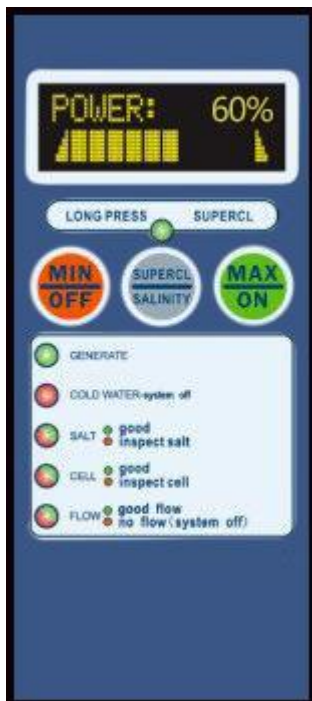 POWER: 60%
LONG PRESS SUPERCL
MIN
OFF
SUPERCL
SALINITY
MAX
ON
GENERATE
COLD WATER-system off
SALT good
inspect salt
CELL good
inspect cell
FLOW good flow
no flow(system off)